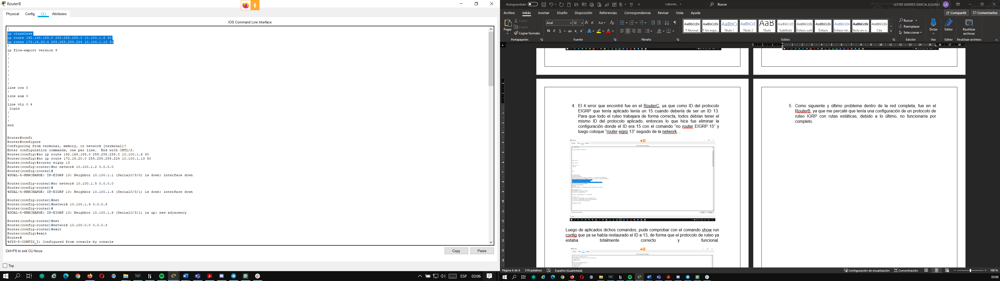 RouterB
Physical Config CLI Attributes
IOS Command Line Interface
!
ip classless
ip route 192.168.155.0 255.255.255.0 10.100.1.6 50
ip route 172.16.20.0 255.255.255.224 10.100.1.13 50
!
ip flow-export version 9
!
!
!
!
!
!
!
!
line con 0
!
line aux 0
!
line vty 0 4
login
!
!
!
end
Router#confi
Router#configure
Configuring from terminal, memory, or network [terminal]?
Enter configuration commands, one per line. End with CNTL/Z.
Router(config)#no ip route 192.168.155.0 255.255.255.0 10.100.1.6 50
Router(config)#no ip route 172.16.20.0 255.255.255.224 10.100.1.13 50
Router(config)#router eigrp 13
Router(config-router)#no network 10.100.1.2 0.0.0.0
Router(config-router)#
%DUAL-5-NBRCHANGE: IP-EIGRP 13: Neighbor 10.100.1.1 (Serial0/3/0) is down: interface down
Router(config-router)#no network 10.100.1.5 0.0.0.0
Router(config-router)#
%DUAL-5-NBRCHANGE: IP-EIGRP 13: Neighbor 10.100.1.6 (Serial0/3/1) is down: interface down
Router(config-router)#net
Router(config-router)#network 10.100.1.4 0.0.0.3
Router(config-router)#
%DUAL-5-NBRCHANGE: IP-EIGRP 13: Neighbor 10.100.1.6 (Serial0/3/1) is up: new adjacency
Router(config-router)#net
Router(config-router)#network 10.100.0.0 0.0.0.3
Router(config-router)#exit
Router(config)#exit
Router#
%SYS-5-CONFIG_I: Configured from console by console
Ctrl+F6 to exit CLI focus
Copy Paste
Top
ESP 03:06
Autoguardado Laborat... Buscar LESTER ANDRES GARCIA AQUINO LA
Archivo Inicio Insertar Diseño Disposición Referencias Correspondencia Revisar Vista Ayuda Compartir Comentarios
Pegar Cortar Copiar Copiar formato
Portapapeles
Arial 12
N K S
Fuente
Párrafo
¶ Normal ¶ Sin espa... Título 1 Título 2 Título Subtítulo Énfasis sutil Énfasis Énfasis int... Texto en n... Cita
Estilos
Buscar Reemplazar Seleccionar
Edición
Dictar
Voz
Editor
Editor
Reutilizar archivos
Reutilizar archivos
4. El 4 error que encontré fue en el RouterC, ya que como ID del protocolo
EIGRP que tenía aplicado tenía un 15 cuando debería de ser un ID 13.
Para que todo el ruteo trabajara de forma correcta, todos debían tener el
mismo ID del protocolo aplicado, entonces lo que hice fue eliminar la
configuración donde el ID era 15 con el comando “no router EIGRP 15” y
luego coloque “router eigrp 13” seguido de la network…
Luego de aplicados dichos comandos, pude comprobar con el comando show run
config que ya se había restaurado el ID a 13, de forma que el protocolo de ruteo ya
estaba totalmente correcto y funcional.
5. Como siguiente y último problema dentro de la red completa, fue en el
RouterB, ya que me percaté que tenía una configuración de un protocolo de
ruteo IGRP con rutas estáticas, debido a lo último, no funcionaría por
completo.
Página 6 de 6 519 palabras Español (Guatemala) Configuración de visualización Concentración 100 %
03:06